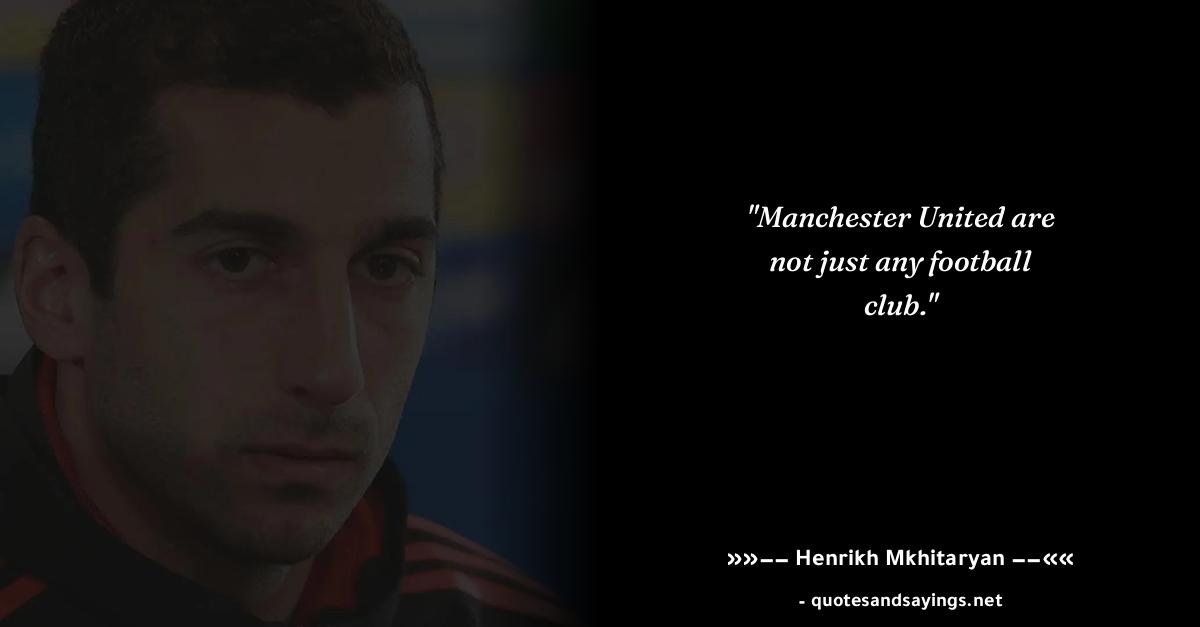 "Manchester United are
not just any football
club."
»»−− Henrikh Mkhitaryan −−««
- quotesandsayings.net